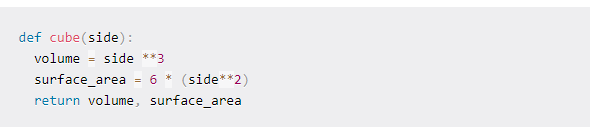 def cube(side):
  volume = side **3
  surface_area = 6 * (side**2)
  return volume, surface_area